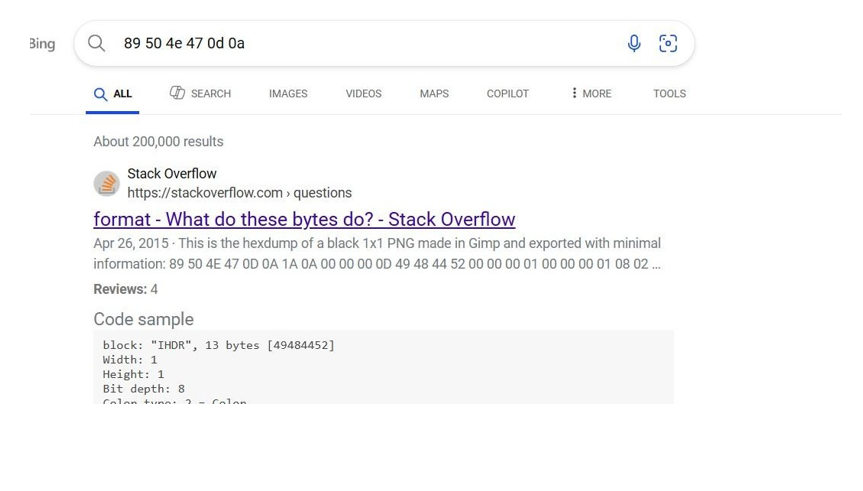 Bing
89 50 4e 47 0d 0a
ALL SEARCH IMAGES VIDEOS MAPS COPILOT MORE TOOLS
About 200,000 results
Stack Overflow
https://stackoverflow.com › questions
format - What do these bytes do? - Stack Overflow
Apr 26, 2015 · This is the hexdump of a black 1x1 PNG made in Gimp and exported with minimal
information: 89 50 4E 47 0D 0A 1A 0A 00 00 00 0D 49 48 44 52 00 00 00 01 00 00 00 01 08 02 ...
Reviews: 4
Code sample
block: "IHDR", 13 bytes [49484452]
Width: 1
Height: 1
Bit depth: 8
Color type: 2 = Color